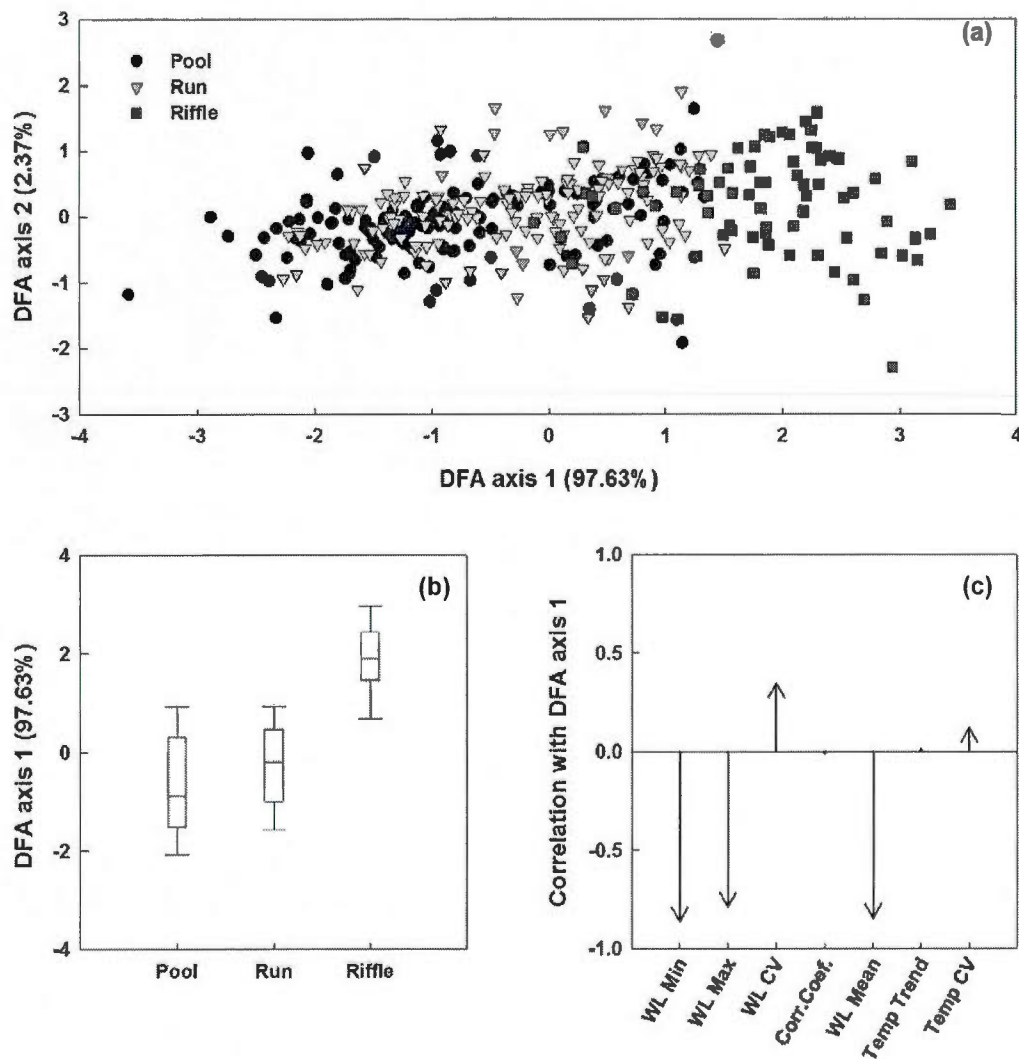 (a)
3
2
1
0
-1
-2
-3
DFA axis 2 (2.37%)
Pool
Run
Riffle
-4 -3 -2 -1 0 1 2 3 4
DFA axis 1 (97.63%)
(b)
4
2
0
-2
-4
DFA axis 1 (97.63%)
Pool Run Riffle
(c)
1.0
0.5
0.0
-0.5
-1.0
Correlation with DFA axis 1
WL Min
WL Max
WL CV
Corr.Coef.
WL Mean
Temp Trend
Temp CV